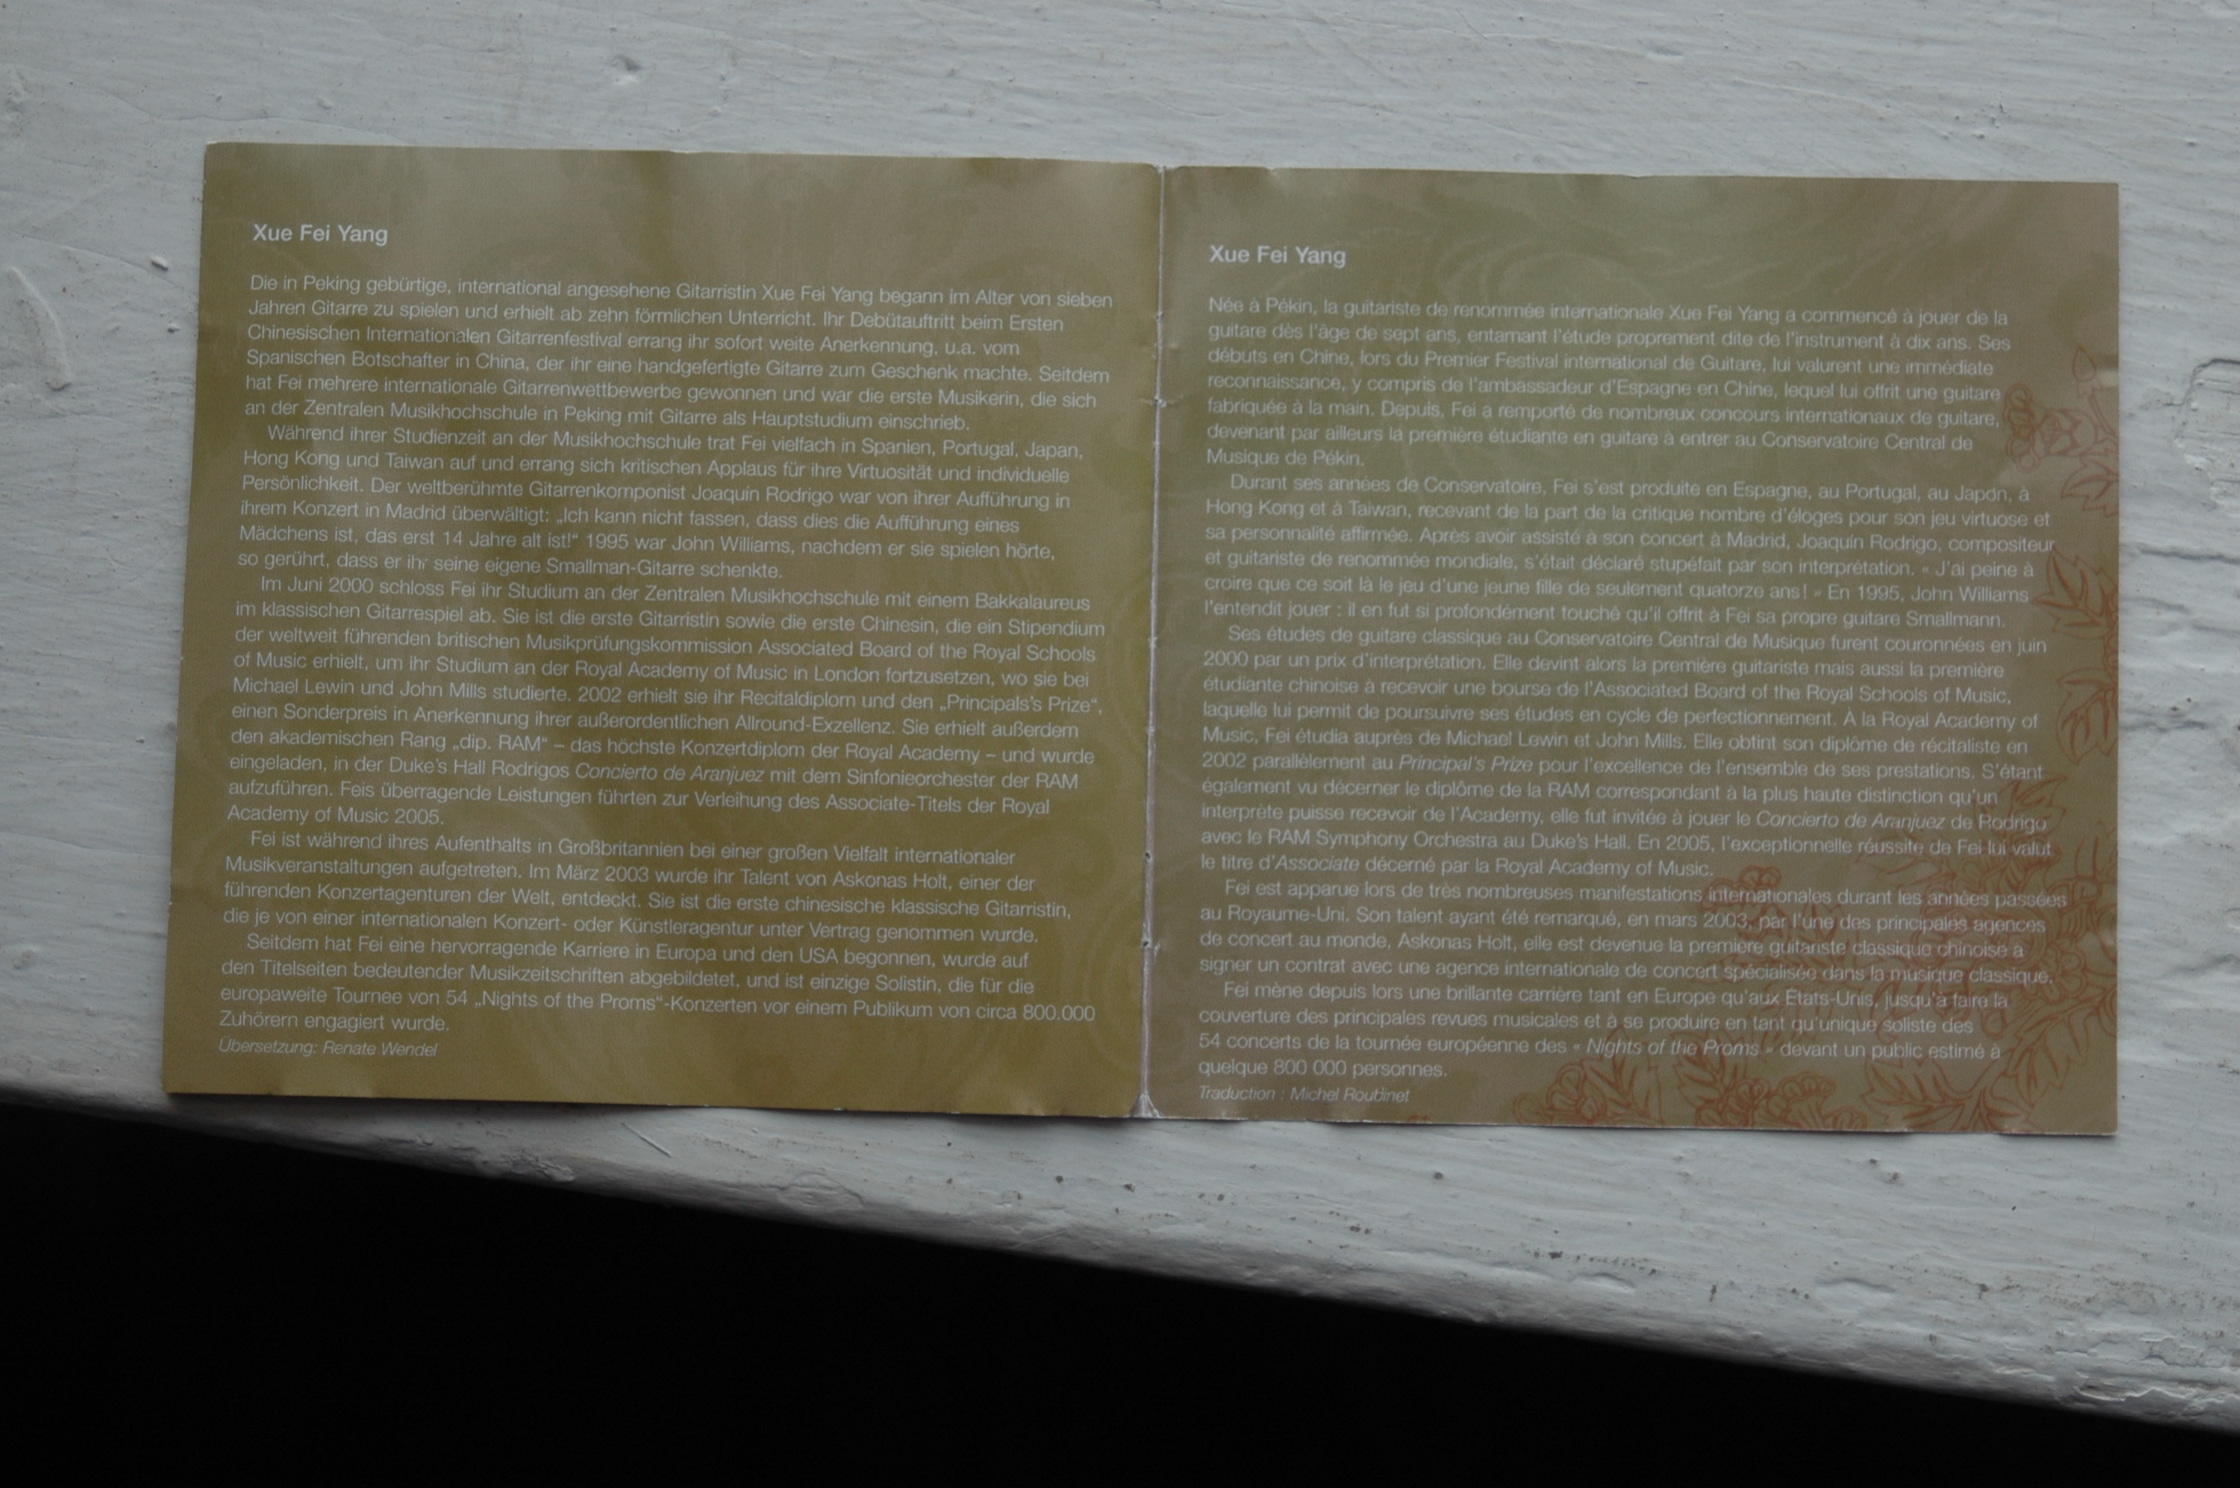 Xue Fei Yang
Die in Peking gebürtige, international angesehene Gitarristin Xue Fei Yang begann im Alter von sieben
Jahren Gitarre zu spielen und erhielt ab zehn förmlichen Unterricht. Ihr Debütauftritt beim Ersten
Chinesischen Internationalen Gitarrenfestival errang ihr sofort weite Anerkennung, u.a. vom
Spanischen Botschafter in China, der ihr eine handgefertigte Gitarre zum Geschenk machte. Seitdem
hat Fei mehrere internationale Gitarrenwettbewerbe gewonnen und war die erste Musikerin, die sich
an der Zentralen Musikhochschule in Peking mit Gitarre als Hauptstudium einschrieb.
Während ihrer Studienzeit an der Musikhochschule trat Fei vielfach in Spanien, Portugal, Japan,
Hong Kong und Taiwan auf und errang sich kritischen Applaus für ihre Virtuosität und individuelle
Persönlichkeit. Der weltberühmte Gitarrenkomponist Joaquin Rodrigo war von ihrer Aufführung in
ihrem Konzert in Madrid überwältigt: „Ich kann nicht fassen, dass dies die Aufführung eines
Mädchens ist, das erst 14 Jahre alt ist!“ 1995 war John Williams, nachdem er sie spielen hörte,
so gerührt, dass er ihr seine eigene Smallman-Gitarre schenkte.
Im Juni 2000 schloss Fei ihr Studium an der Zentralen Musikhochschule mit einem Bakkalaureus
im klassischen Gitarrespiel ab. Sie ist die erste Gitarristin sowie die erste Chinesin, die ein Stipendium
der weltweit führenden britischen Musikprüfungskommission Associated Board of the Royal Schools
of Music erhielt, um ihr Studium an der Royal Academy of Music in London fortzusetzen, wo sie bei
Michael Lewin und John Mills studierte. 2002 erhielt sie ihr Recitaldiplom und den „Principals's Prize“,
einen Sonderpreis in Anerkennung ihrer außerordentlichen Allround-Exzellenz. Sie erhielt außerdem
den akademischen Rang „dip. RAM“ – das höchste Konzertdiplom der Royal Academy – und wurde
eingeladen, in der Duke's Hall Rodrigos Concierto de Aranjuez mit dem Sinfonieorchester der RAM
aufzuführen. Feis überragende Leistungen führten zur Verleihung des Associate-Titels der Royal
Academy of Music 2005.
Fei ist während ihres Aufenthalts in Großbritannien bei einer großen Vielfalt internationaler
Musikveranstaltungen aufgetreten. Im März 2003 wurde ihr Talent von Askonas Holt, einer der
führenden Konzertagenturen der Welt, entdeckt. Sie ist die erste chinesische klassische Gitarristin,
die je von einer internationalen Konzert- oder Künstleragentur unter Vertrag genommen wurde.
Seitdem hat Fei eine hervorragende Karriere in Europa und den USA begonnen, wurde auf
den Titelseiten bedeutender Musikzeitschriften abgebildet, und ist einzige Solistin, die für die
europaweite Tournee von 54 „Nights of the Proms“-Konzerten vor einem Publikum von circa 800.000
Zuhörern engagiert wurde.
Übersetzung: Renate Wendel
Xue Fei Yang
Née à Pékin, la guitariste de renommée internationale Xue Fei Yang a commencé à jouer de la
guitare dès l'âge de sept ans, entamant l'étude proprement dite de l'instrument à dix ans. Ses
débuts en Chine, lors du Premier Festival international de Guitare, lui valurent une immédiate
reconnaissance, y compris de l'ambassadeur d'Espagne en Chine, lequel lui offrit une guitare
fabriquée à la main. Depuis, Fei a remporté de nombreux concours internationaux de guitare,
devenant par ailleurs la première étudiante en guitare à entrer au Conservatoire Central de
Musique de Pékin.
Durant ses années de Conservatoire, Fei s'est produite en Espagne, au Portugal, au Japon, à
Hong Kong et à Taiwan, recevant de la part de la critique nombre d'éloges pour son jeu virtuose et
sa personnalité affirmée. Après avoir assisté à son concert à Madrid, Joaquín Rodrigo, compositeur
et guitariste de renommée mondiale, s'était déclaré stupéfait par son interprétation. « J'ai peine à
croire que ce soit là le jeu d'une jeune fille de seulement quatorze ans ! » En 1995, John Williams
l'entendit jouer : il en fut si profondément touché qu'il offrit à Fei sa propre guitare Smallmann.
Ses études de guitare classique au Conservatoire Central de Musique furent couronnées en juin
2000 par un prix d'interprétation. Elle devint alors la première guitariste mais aussi la première
étudiante chinoise à recevoir une bourse de l'Associated Board of the Royal Schools of Music,
laquelle lui permit de poursuivre ses études en cycle de perfectionnement. A la Royal Academy of
Music, Fei étudia auprès de Michael Lewin et John Mills. Elle obtint son diplôme de récitaliste en
2002 parallèlement au Principal's Prize pour l'excellence de l'ensemble de ses prestations. S'étant
également vu décerner le diplôme de la RAM correspondant à la plus haute distinction qu'un
interprète puisse recevoir de l'Academy, elle fut invitée à jouer le Concierto de Aranjuez de Rodrigo
avec le RAM Symphony Orchestra au Duke's Hall. En 2005, l'exceptionnelle réussite de Fei lui valut
le titre d'Associate décerné par la Royal Academy of Music.
Fei est apparue lors de très nombreuses manifestations internationales durant les années passées
au Royaume-Uni. Son talent ayant été remarqué, en mars 2003, par l'une des principales agences
de concert au monde, Askonas Holt, elle est devenue la première guitariste classique chinoise à
signer un contrat avec une agence internationale de concert spécialisée dans la musique classique.
Fei mène depuis lors une brillante carrière tant en Europe qu'aux États-Unis, jusqu'à faire la
couverture des principales revues musicales et à se produire en tant qu'unique soliste des
54 concerts de la tournée européenne des « Nights of the Proms » devant un public estimé à
quelque 800 000 personnes.
Traduction : Michel Roubinet